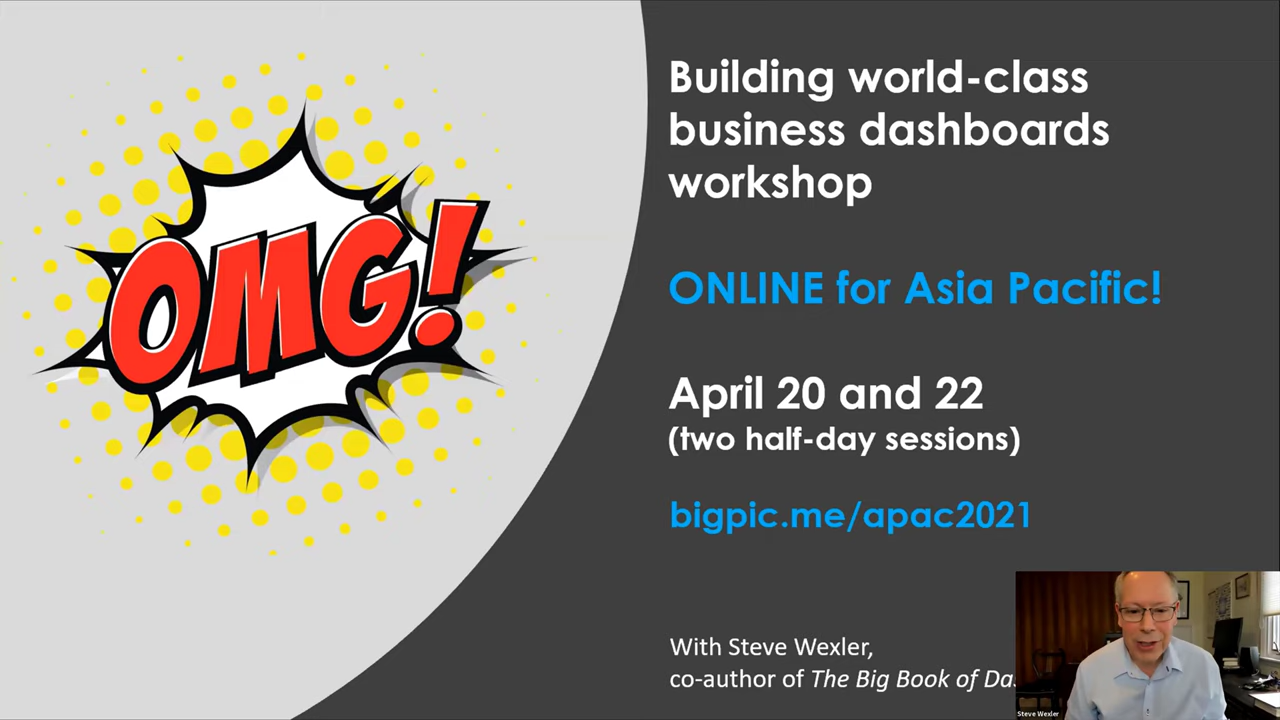 OMG!
Building world-class
business dashboards
workshop
ONLINE for Asia Pacific!
April 20 and 22
(two half-day sessions)
bigpic.me/apac2021
With Steve Wexler,
co-author of The Big Book of
Steve Wexler